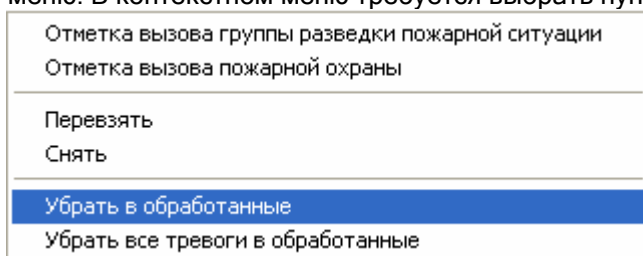 меню. В контекстном меню требуется выбрать пун
Отметка вызова группы разведки пожарной ситуации
Отметка вызова пожарной охраны
Перевзять
Снять
Убрать в обработанные
Убрать все тревоги в обработанные